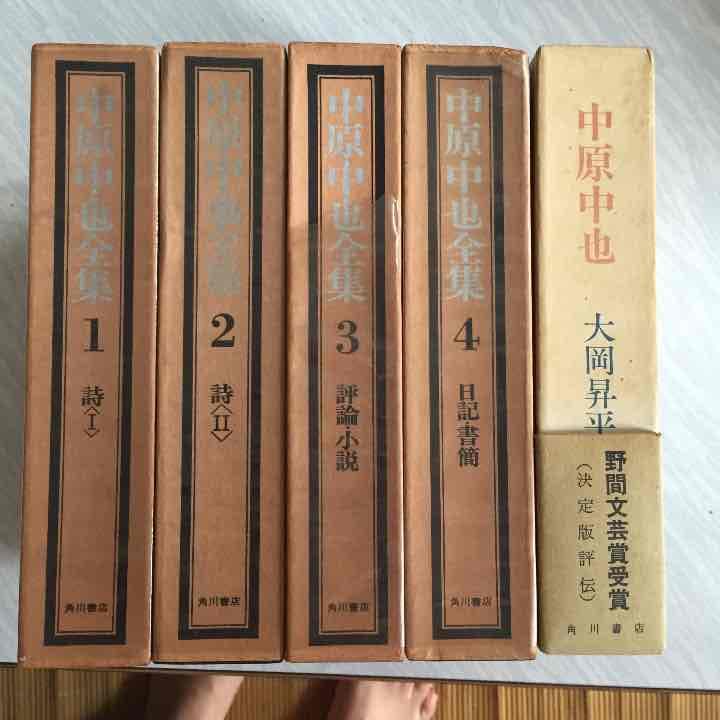 中原中也全集
1
詩〈Ⅰ〉
角川書店
中原中也全集
2
詩〈Ⅱ〉
角川書店
中原中也全集
3
評論・小説
角川書店
中原中也全集
4
日記・書簡
角川書店
中原中也
大岡昇平
野間文芸賞受賞
（決定版評伝）
角川書店